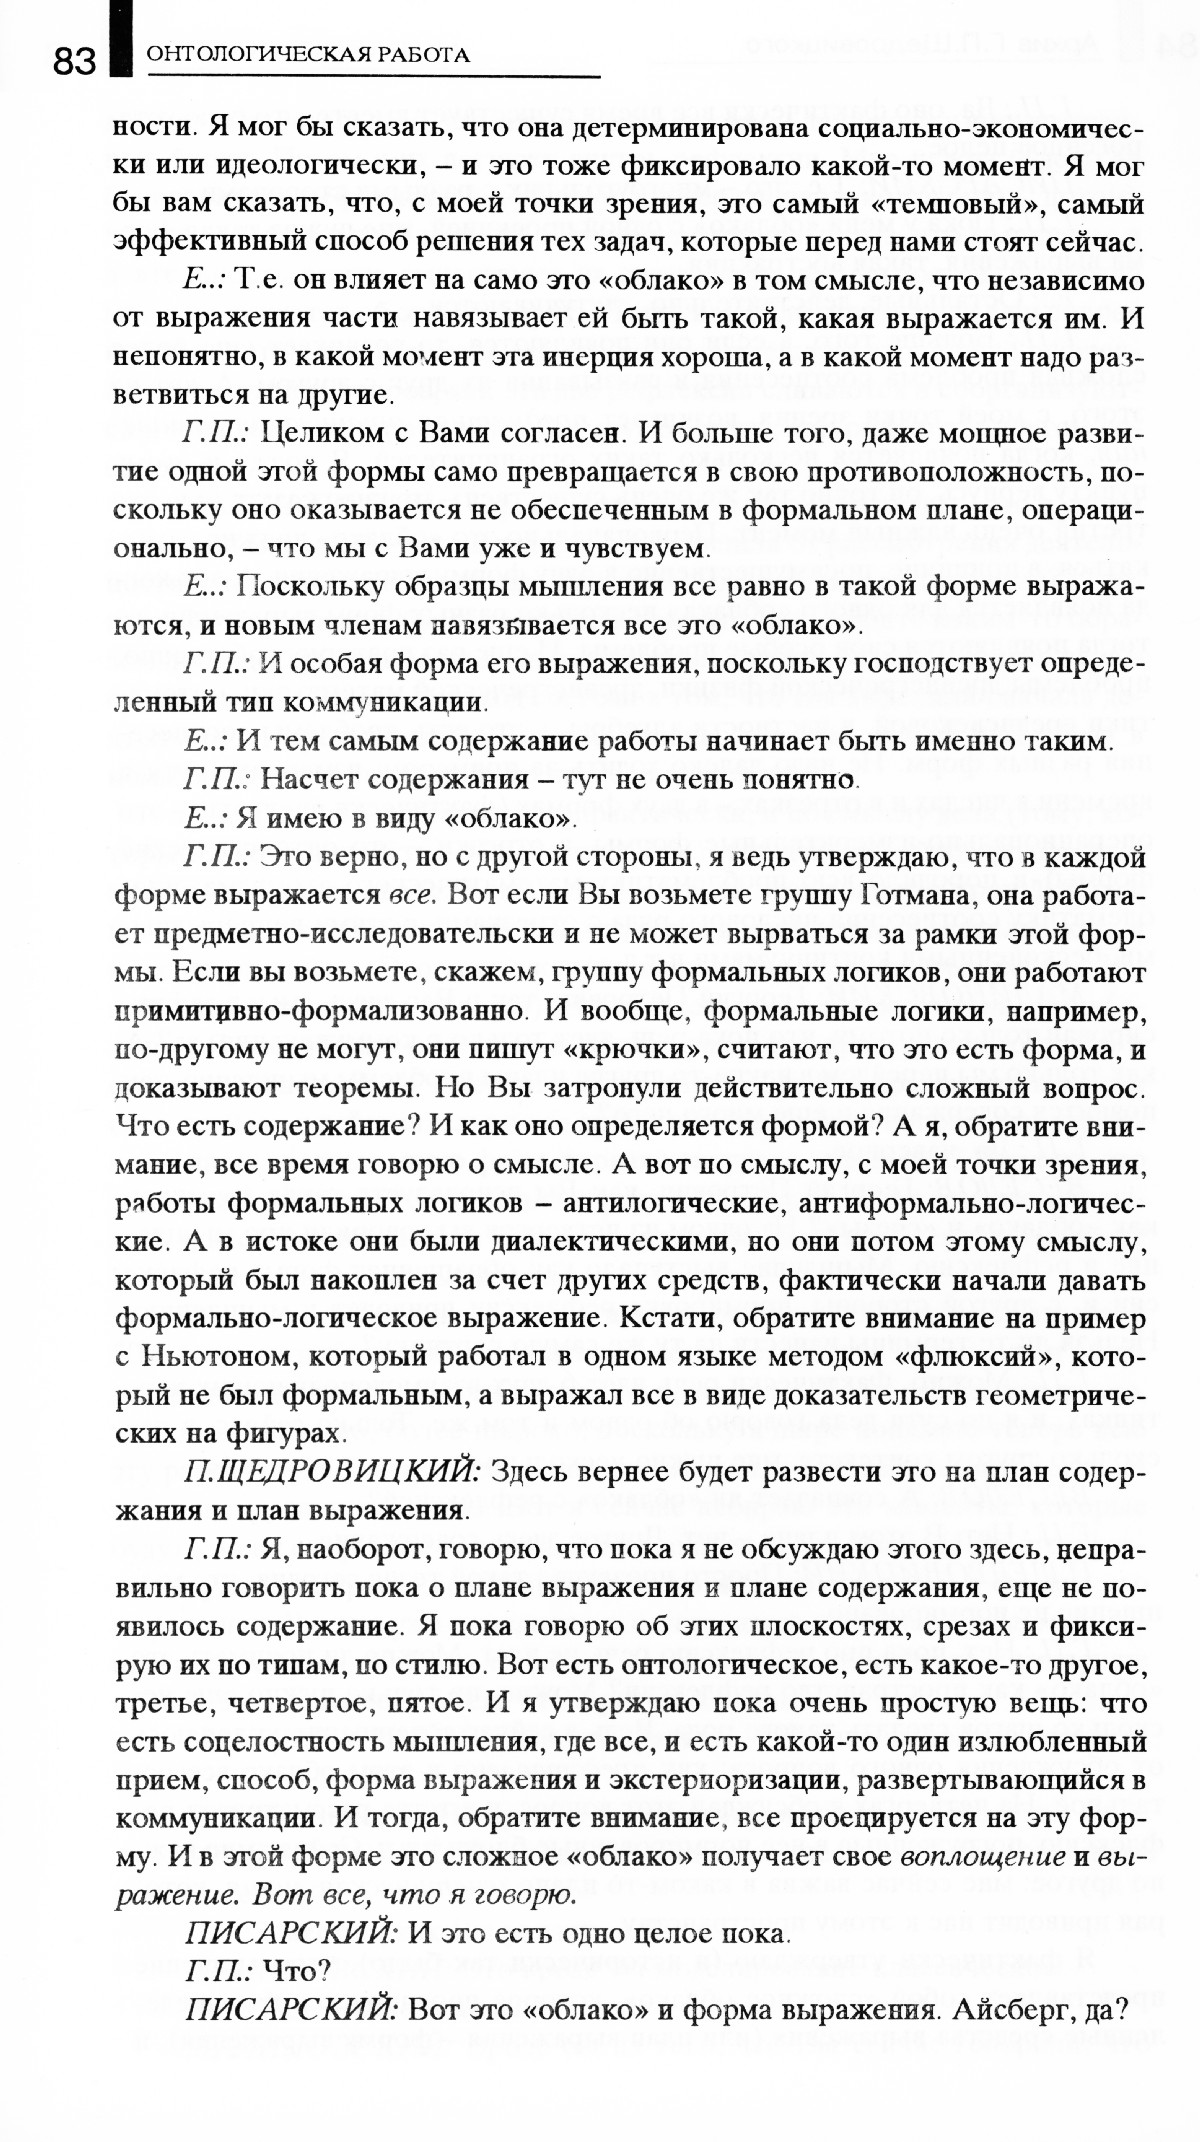 83 ОНТОЛОГИЧЕСКАЯ РАБОТА
ности. Я мог бы сказать, что она детерминирована социально-экономичес-
ки или идеологически, – и это тоже фиксировало какой-то момент. Я мог
бы вам сказать, что, с моей точки зрения, это самый «темповый», самый
эффективный способ решения тех задач, которые перед нами стоят сейчас.
Е..: Т.е. он влияет на само это «облако» в том смысле, что независимо
от выражения части навязывает ей быть такой, какая выражается им. И
непонятно, в какой момент эта инерция хороша, а в какой момент надо раз-
ветвиться на другие.
Г.П.: Целиком с Вами согласен. И больше того, даже мощное разви-
тие одной этой формы само превращается в свою противоположность, по-
скольку оно оказывается не обеспеченным в формальном плане, операци-
онально, – что мы с Вами уже и чувствуем.
Е..: Поскольку образцы мышления все равно в такой форме выража-
ются, и новым членам навязывается все это «облако».
Г.П.: И особая форма его выражения, поскольку господствует опреде-
ленный тип коммуникации.
Е..: И тем самым содержание работы начинает быть именно таким.
Г.П.: Насчет содержания – тут не очень понятно.
Е..: Я имею в виду «облако».
Г.П.: Это верно, но с другой стороны, я ведь утверждаю, что в каждой
форме выражается все. Вот если Вы возьмете группу Готмана, она работа-
ет предметно-исследовательски и не может вырваться за рамки этой фор-
мы. Если вы возьмете, скажем, группу формальных логиков, они работают
примитивно-формализованно. И вообще, формальные логики, например,
по-другому не могут, они пишут «крючки», считают, что это есть форма, и
доказывают теоремы. Но Вы затронули действительно сложный вопрос.
Что есть содержание? И как оно определяется формой? А я, обратите вни-
мание, все время говорю о смысле. А вот по смыслу, с моей точки зрения,
работы формальных логиков – антилогические, антиформально-логичес-
кие. А в истоке они были диалектическими, но они потом этому смыслу,
который был накоплен за счет других средств, фактически начали давать
формально-логическое выражение. Кстати, обратите внимание на пример
с Ньютоном, который работал в одном языке методом «флюксий», кото-
рый не был формальным, а выражал все в виде доказательств геометриче-
ских на фигурах.
П.ЩЕДРОВИЦКИЙ: Здесь вернее будет развести это на план содер-
жания и план выражения.
Г.П.: Я, наоборот, говорю, что пока я не обсуждаю этого здесь, непра-
вильно говорить пока о плане выражения и плане содержания, еще не по-
явилось содержание. Я пока говорю об этих плоскостях, срезах и фикси-
рую их по типам, по стилю. Вот есть онтологическое, есть какое-то другое,
третье, четвертое, пятое. И я утверждаю пока очень простую вещь: что
есть соцелостность мышления, где все, и есть какой-то один излюбленный
прием, способ, форма выражения и экстериоризации, развертывающийся в
коммуникации. И тогда, обратите внимание, все проецируется на эту фор-
му. И в этой форме это сложное «облако» получает свое воплощение и вы-
ражение. Вот все, что я говорю.
ПИСАРСКИЙ: И это есть одно целое пока.
Г.П.: Что?
ПИСАРСКИЙ: Вот это «облако» и форма выражения. Айсберг, да?